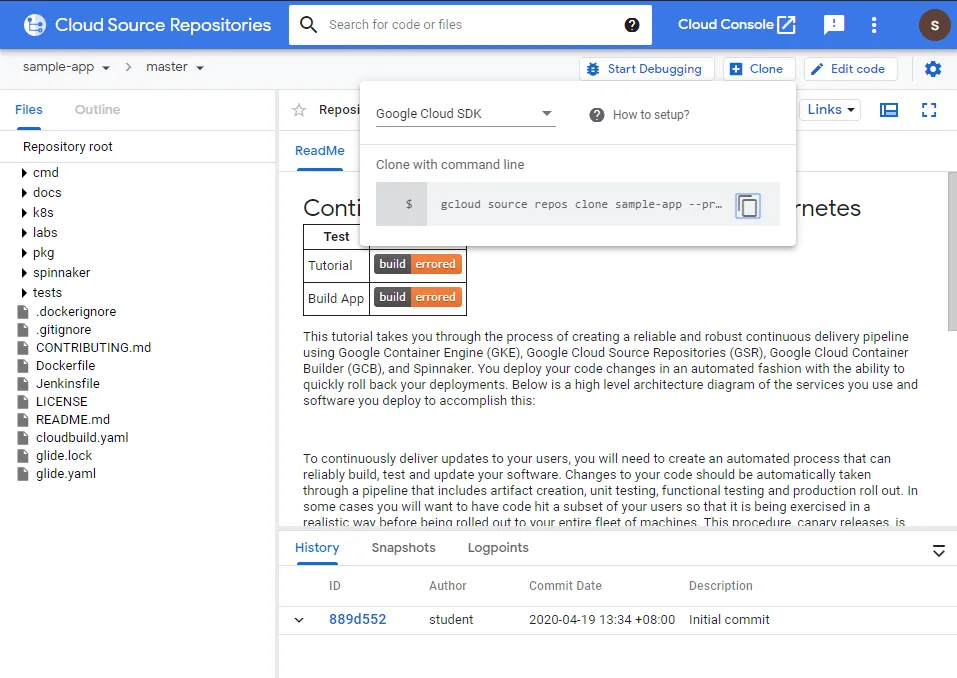 Cloud Source Repositories
Search for code or files
Cloud Console
S
sample-app
master
Start Debugging
Clone
Edit code
Files
Outline
Reposi
Links
Google Cloud SDK
How to setup?
Repository root
ReadMe
Clone with command line
$ gcloud source repos clone sample-app --pr…
cmd
docs
k8s
labs
pkg
spinnaker
tests
.dockerignore
.gitignore
CONTRIBUTING.md
Dockerfile
Jenkinsfile
LICENSE
README.md
cloudbuild.yaml
glide.lock
glide.yaml
Conti
rnetes
Test
Tutorial
build errored
Build App
build errored
This tutorial takes you through the process of creating a reliable and robust continuous delivery pipeline
using Google Container Engine (GKE), Google Cloud Source Repositories (GSR), Google Cloud Container
Builder (GCB), and Spinnaker. You deploy your code changes in an automated fashion with the ability to
quickly roll back your deployments. Below is a high level architecture diagram of the services you use and
software you deploy to accomplish this:
To continuously deliver updates to your users, you will need to create an automated process that can
reliably build, test and update your software. Changes to your code should be automatically taken
through a pipeline that includes artifact creation, unit testing, functional testing and production roll out. In
some cases you will want to have code hit a subset of your users so that it is being exercised in a
realistic way before being rolled out to your entire fleet of machines. This procedure, canary releases, is
History
Snapshots
Logpoints
ID
Author
Commit Date
Description
889d552
student
2020-04-19 13:34 +08:00
Initial commit